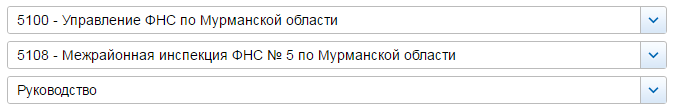 5100 - Управление ФНС по Мурманской области
5108 - Межрайонная инспекция ФНС № 5 по Мурманской области
Руководство